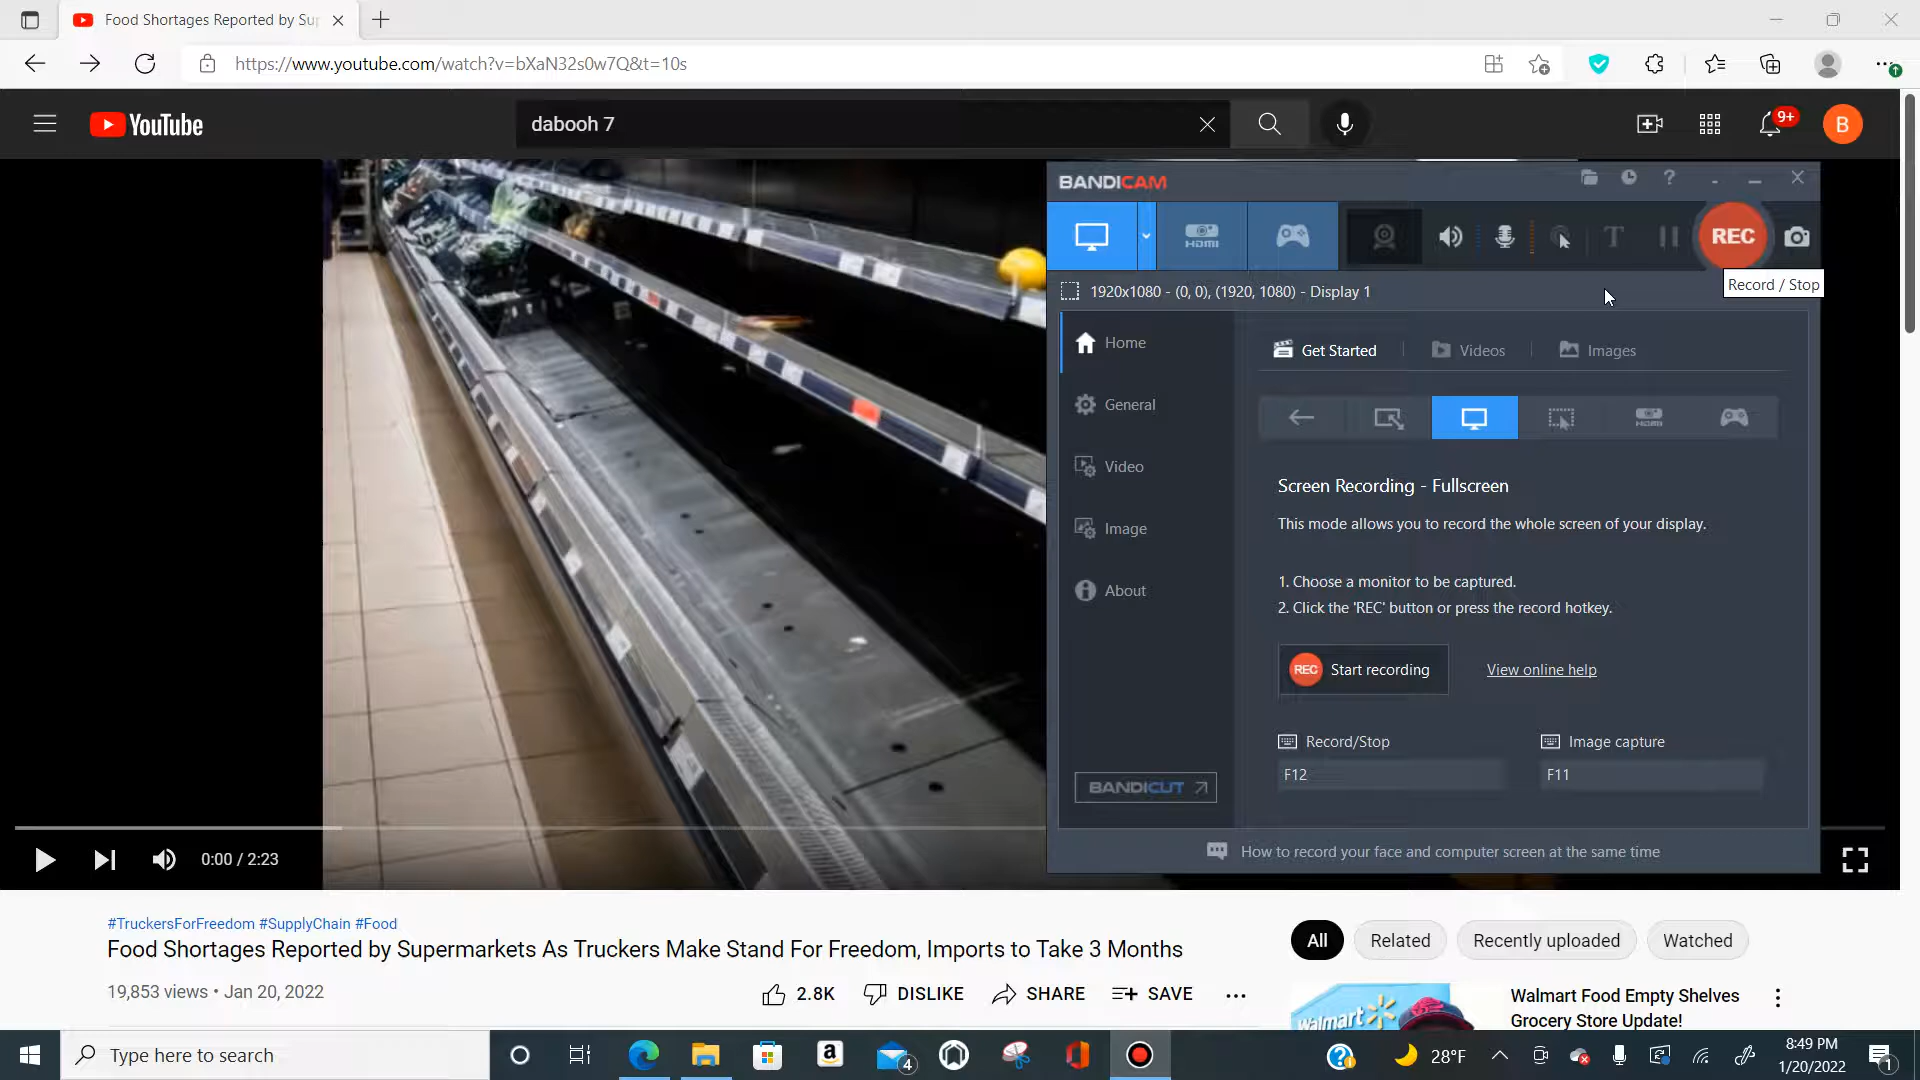 Food Shortages Reported by Su
https://www.youtube.com/watch?v=bXaN32s0w7Q&t=10s
YouTube
dabooh 7
9+
B
BANDICAM
HDMI
T
REC
Record / Stop
1920x1080 - (0, 0), (1920, 1080) - Display 1
Home
Get Started
Videos
Images
General
Video
Screen Recording - Fullscreen
This mode allows you to record the whole screen of your display.
Image
1. Choose a monitor to be captured.
About
2. Click the 'REC' button or press the record hotkey.
REC Start recording
View online help
Record/Stop
Image capture
F12
F11
BANDICUT
How to record your face and computer screen at the same time
0:00 / 2:23
#TruckersForFreedom #SupplyChain #Food
Food Shortages Reported by Supermarkets As Truckers Make Stand For Freedom, Imports to Take 3 Months
19,853 views • Jan 20, 2022
2.8K
DISLIKE
SHARE
SAVE
All
Related
Recently uploaded
Watched
Walmart
Walmart Food Empty Shelves
Grocery Store Update!
Type here to search
4
28°F
8:49 PM
1/20/2022
1